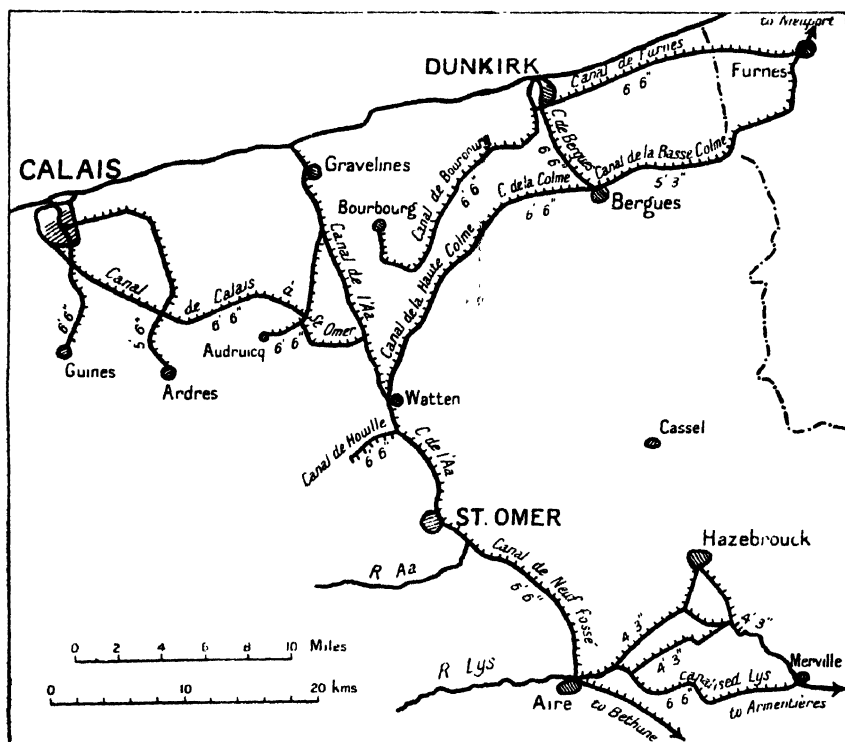 to Nieuport
DUNKIRK
Canal de Furnes
6' 6"
Furnes
C. de Bergues
6' 6"
Canal de la Basse Colme
5' 3"
Gravelines
CALAIS
Bourbourg
Canal de Bourbourg
6' 6"
C. de la Colme
6' 6"
Bergues
Canal de l'Aa
Canal de la Haute Colme
Canal de Calais à St Omer
6' 6"
6' 6"
5' 6"
Audruicq
6' 6"
Guines
Ardres
Watten
Cassel
Canal de Houlle
6' 6"
C. de l'Aa
ST. OMER
Hazebrouck
R Aa
Canal de Neuf fossé
6' 6"
4' 3"
4' 3"
4' 3"
0 2 4 6 8 10 Miles
0 10 20 kms
R Lys
Aire
canalised Lys
6' 6"
Merville
to Bethune
to Armentières